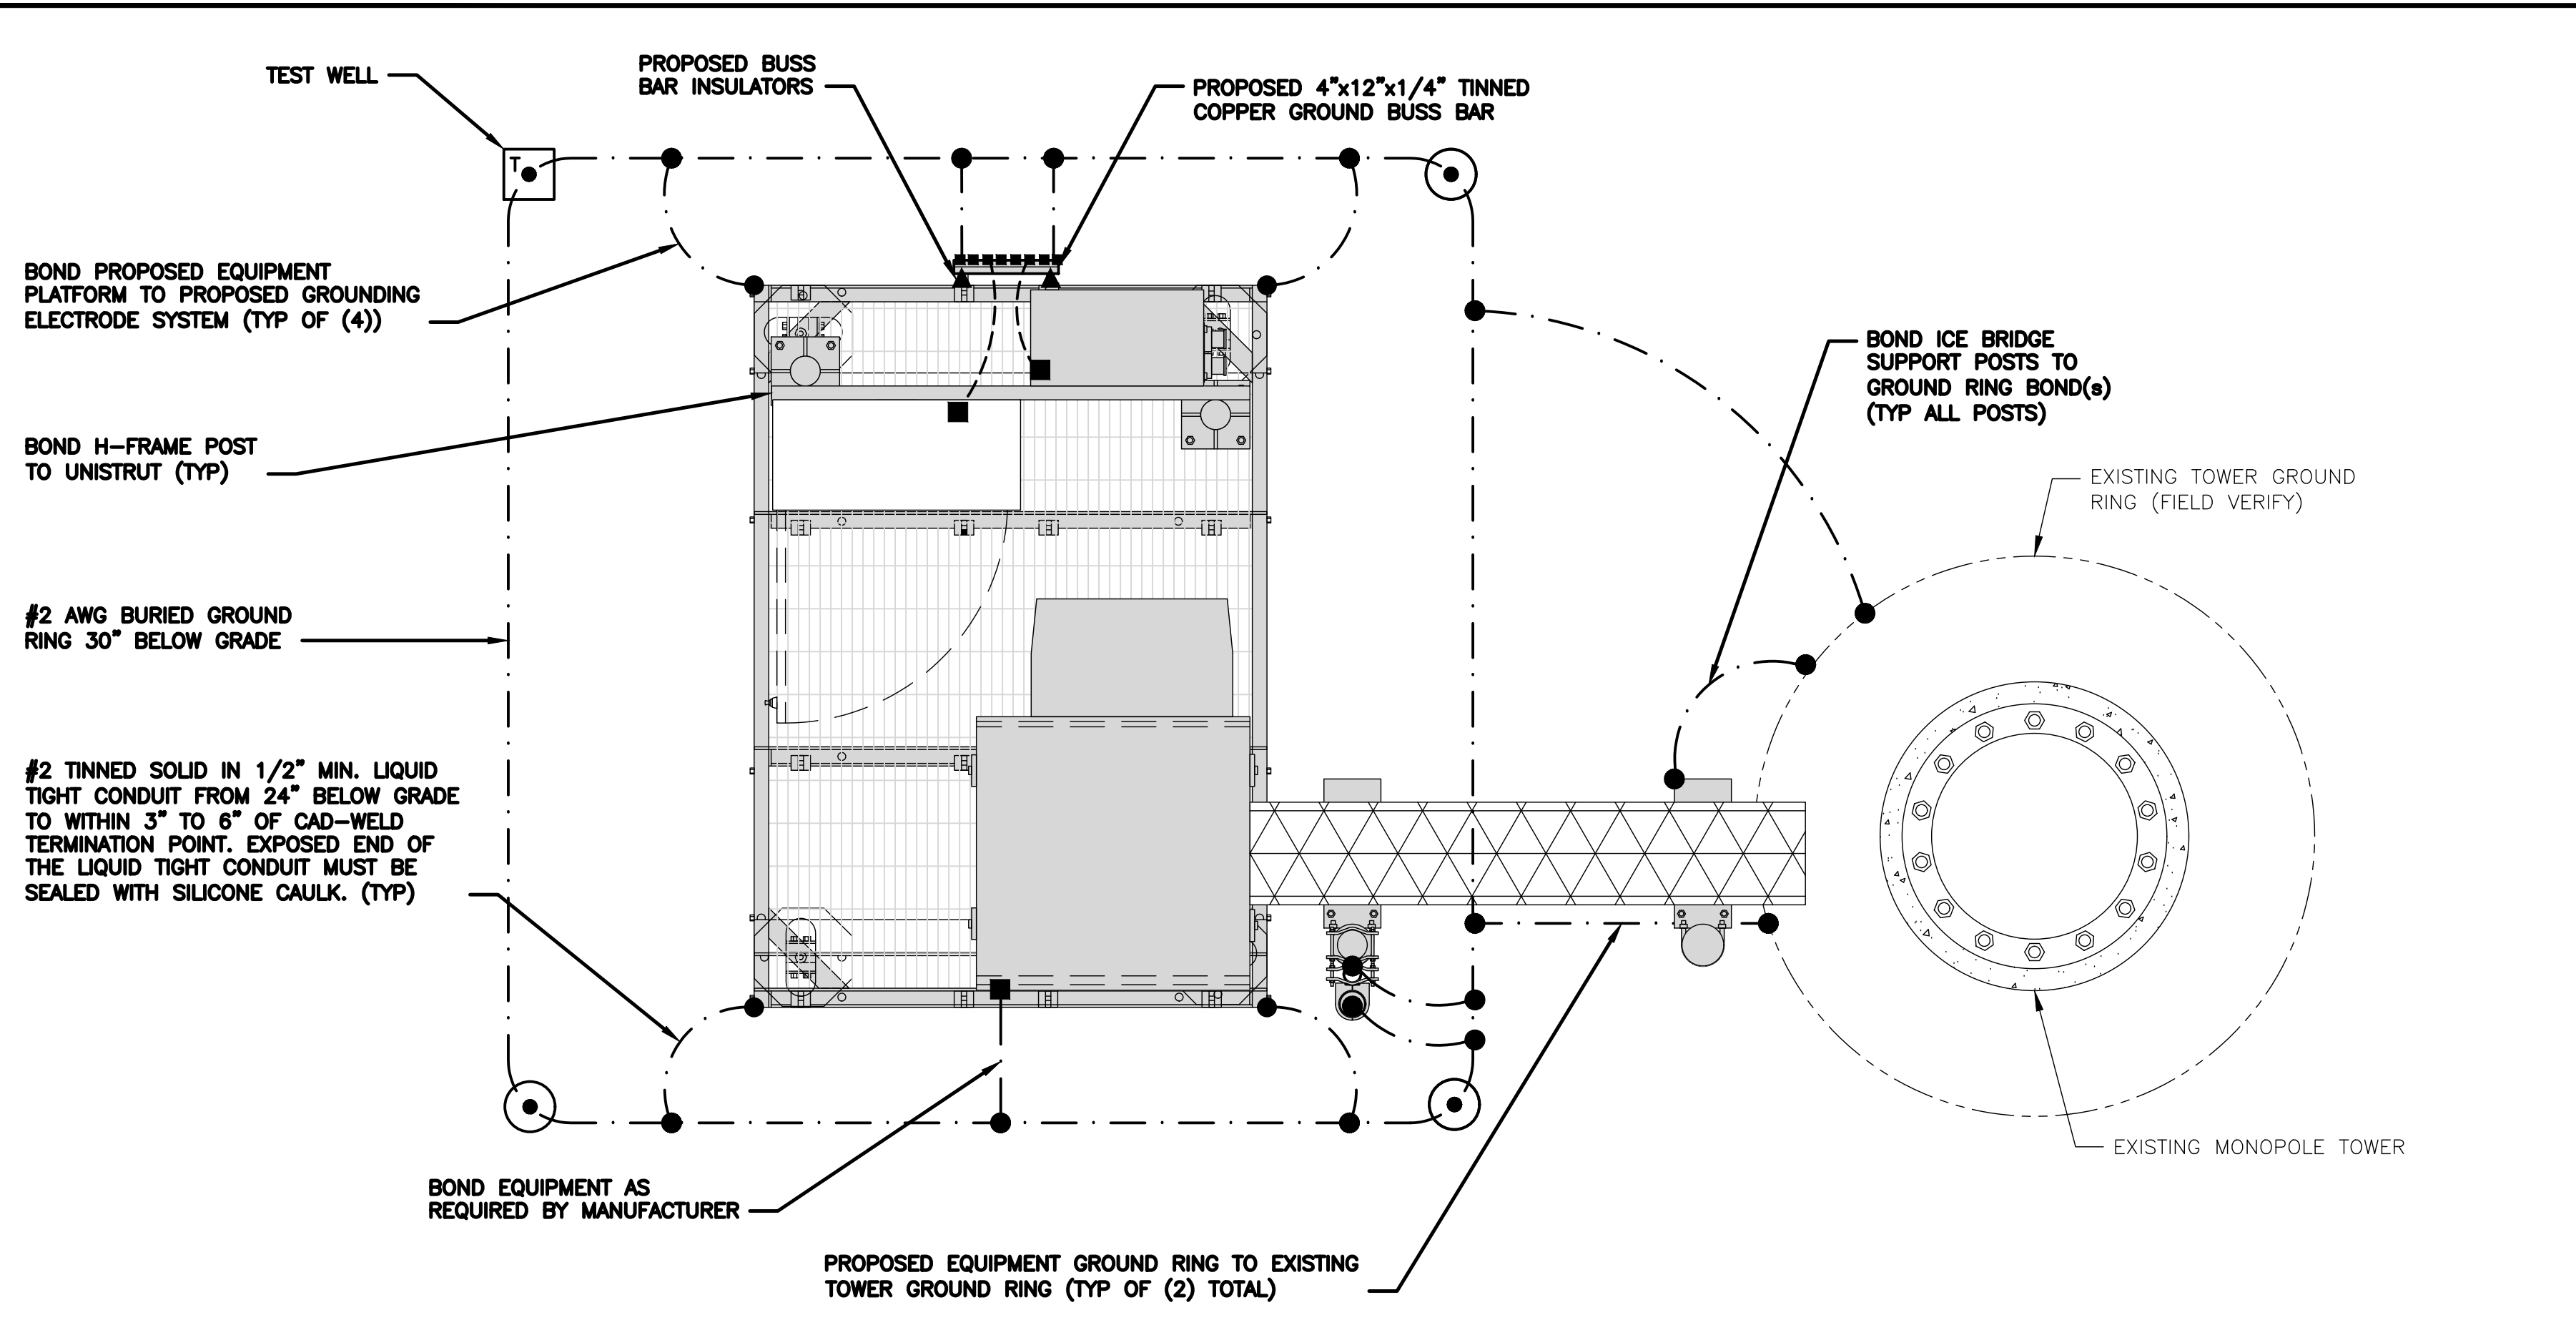 TEST WELL
PROPOSED BUSS
BAR INSULATORS
PROPOSED 4"x12"x1/4" TINNED
COPPER GROUND BUSS BAR
T
BOND PROPOSED EQUIPMENT
PLATFORM TO PROPOSED GROUNDING
ELECTRODE SYSTEM (TYP OF (4))
BOND ICE BRIDGE
SUPPORT POSTS TO
GROUND RING BOND(s)
(TYP ALL POSTS)
BOND H-FRAME POST
TO UNISTRUT (TYP)
EXISTING TOWER GROUND
RING (FIELD VERIFY)
#2 AWG BURIED GROUND
RING 30" BELOW GRADE
#2 TINNED SOLID IN 1/2" MIN. LIQUID
TIGHT CONDUIT FROM 24" BELOW GRADE
TO WITHIN 3" TO 6" OF CAD-WELD
TERMINATION POINT. EXPOSED END OF
THE LIQUID TIGHT CONDUIT MUST BE
SEALED WITH SILICONE CAULK. (TYP)
EXISTING MONOPOLE TOWER
BOND EQUIPMENT AS
REQUIRED BY MANUFACTURER
PROPOSED EQUIPMENT GROUND RING TO EXISTING
TOWER GROUND RING (TYP OF (2) TOTAL)